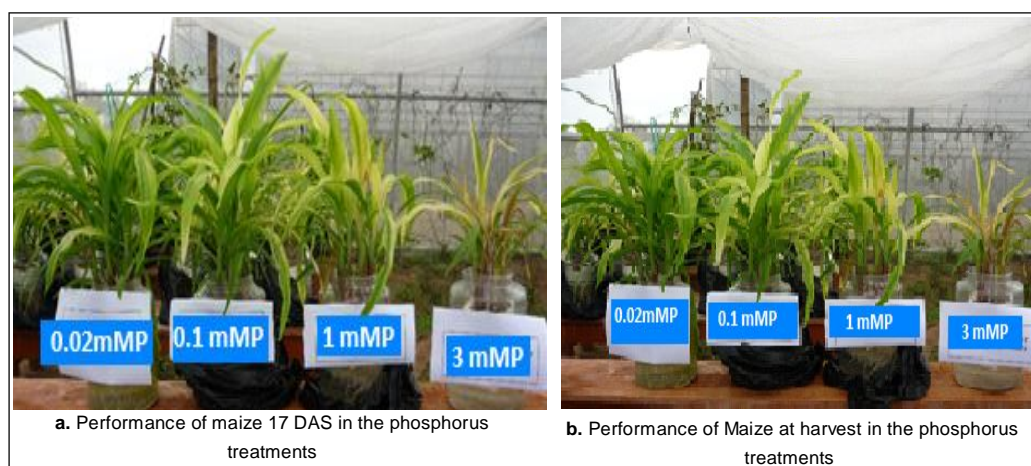 0.02mMP
0.1 mMP
1 mMP
3 mMP
a. Performance of maize 17 DAS in the phosphorus
treatments
0.02mMP
0.1 mMP
1 mMP
3 mMP
b. Performance of Maize at harvest in the phosphorus
treatments